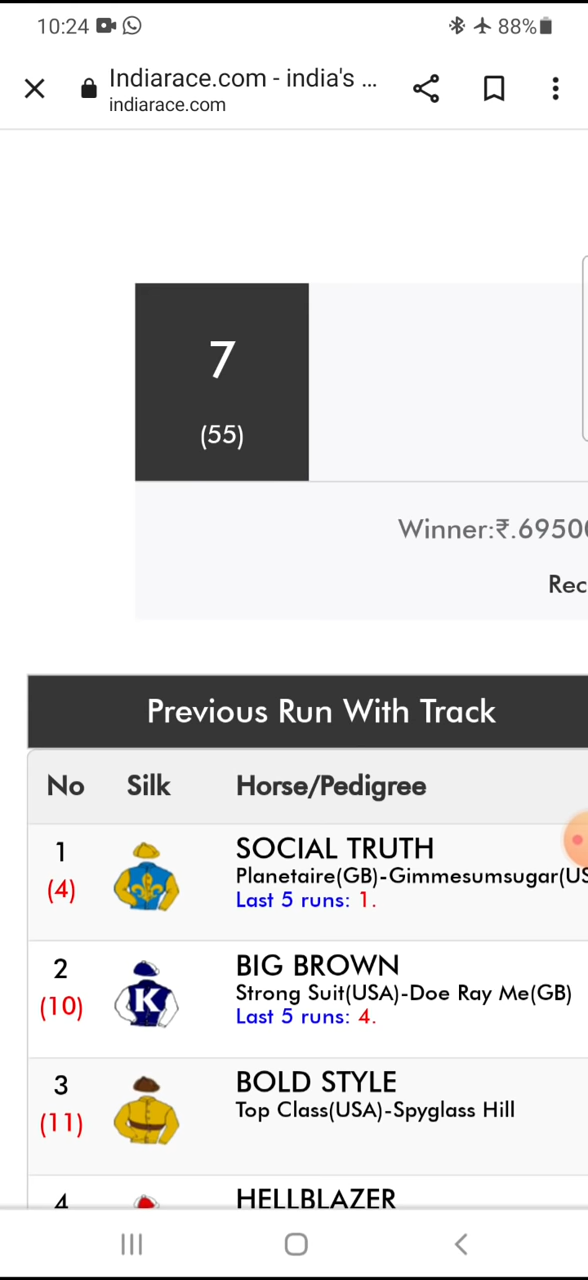 10:24 88%
Indiarace.com - india's ...
indiarace.com
7
(55)
Winner:₹.6950
Rec
Previous Run With Track
No Silk Horse/Pedigree
1 SOCIAL TRUTH
(4) Planetaire(GB)-Gimmesumsugar(US
Last 5 runs: 1.
2 BIG BROWN
(10) K Strong Suit(USA)-Doe Ray Me(GB)
Last 5 runs: 4.
3 BOLD STYLE
(11) Top Class(USA)-Spyglass Hill
4 HELLBLAZER